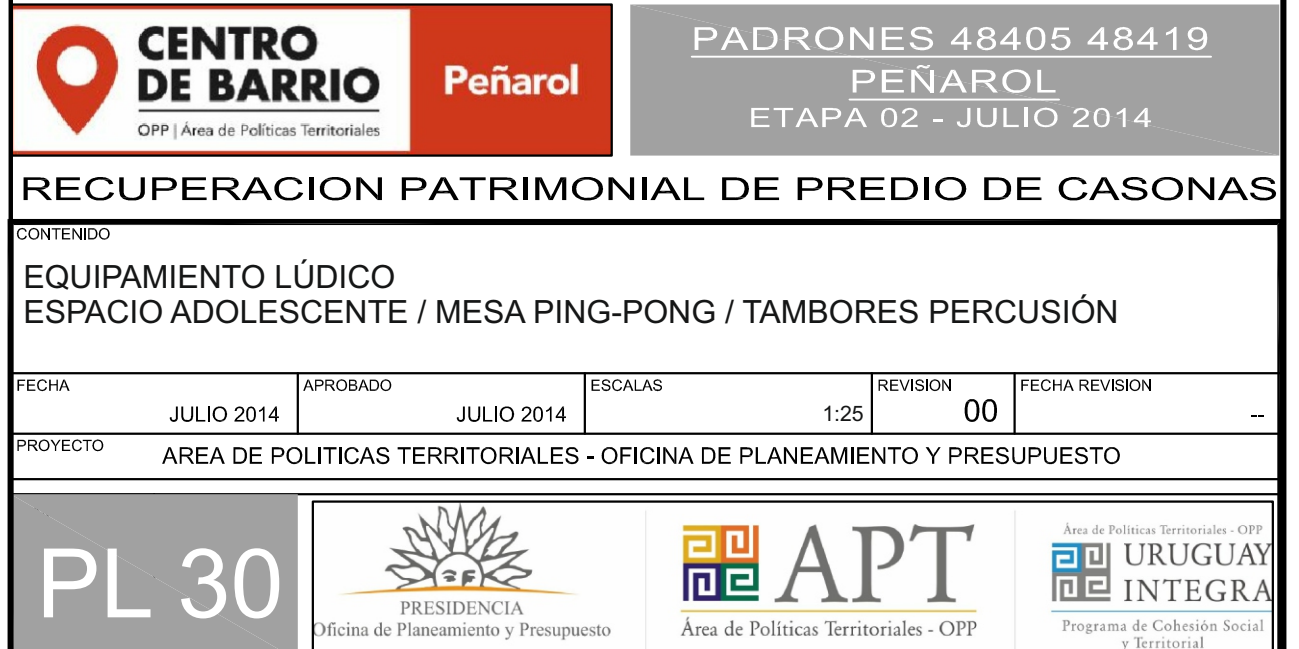 CENTRO
DE BARRIO
OPP | Área de Políticas Territoriales
Peñarol
PADRONES 48405 48419
PEÑAROL
ETAPA 02 - JULIO 2014
RECUPERACION PATRIMONIAL DE PREDIO DE CASONAS
CONTENIDO
EQUIPAMIENTO LÚDICO
ESPACIO ADOLESCENTE / MESA PING-PONG / TAMBORES PERCUSIÓN
FECHA
JULIO 2014
APROBADO
JULIO 2014
ESCALAS
1:25
REVISION
00
FECHA REVISION
--
PROYECTO
AREA DE POLITICAS TERRITORIALES - OFICINA DE PLANEAMIENTO Y PRESUPUESTO
PL 30
PRESIDENCIA
Oficina de Planeamiento y Presupuesto
APT
Área de Políticas Territoriales - OPP
Área de Políticas Territoriales - OPP
URUGUAY
INTEGRA
Programa de Cohesión Social
y Territorial